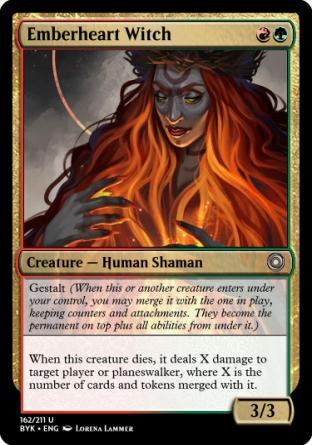 Emberheart Witch
Creature — Human Shaman
Gestalt (When this or another creature enters
under your control, you may merge it with the one in play,
keeping counters and attachments. They become the
permanent on top plus all abilities from under it.)
When this creature dies, it deals X damage to
target player or planeswalker, where X is the
number of cards and tokens merged with it.
3/3
162/211 U
BYK • ENG Lorena Lammer